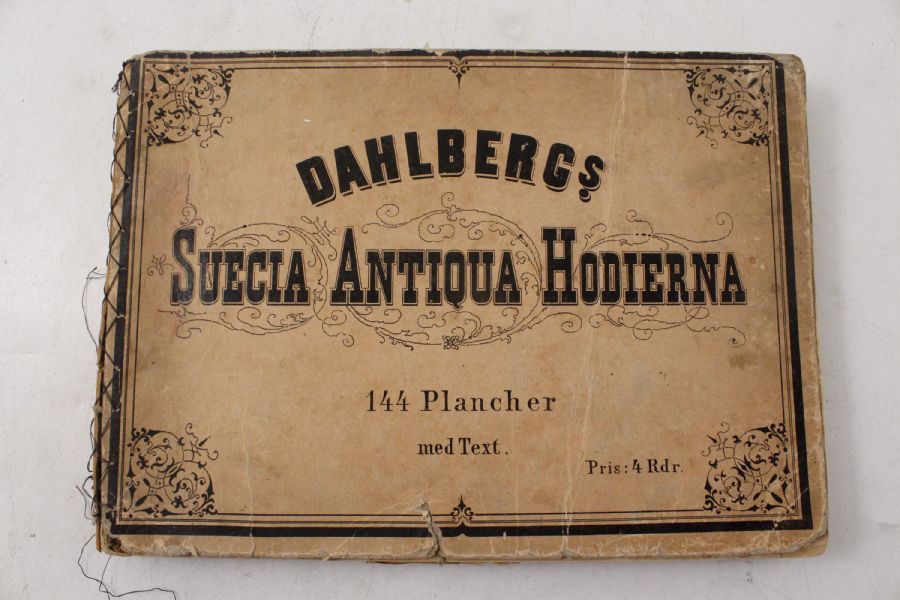 DAHLBERGS
SUECIA ANTIQUA HODIERNA
144 Plancher
med Text.
Pris: 4 Rdr.